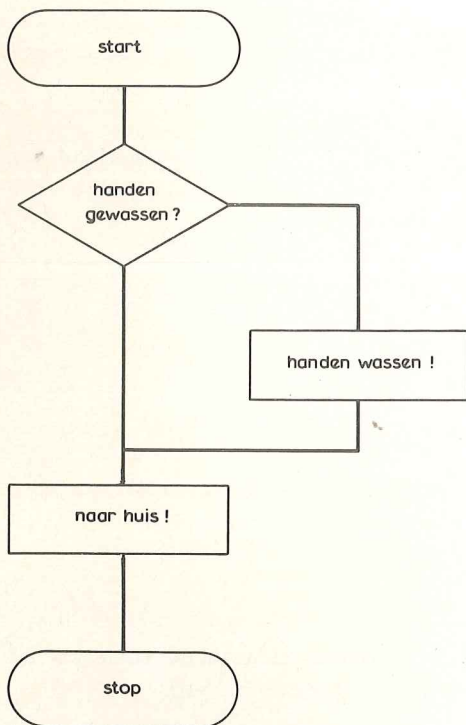 start
handen
gewassen?
handen wassen !
naar huis !
stop